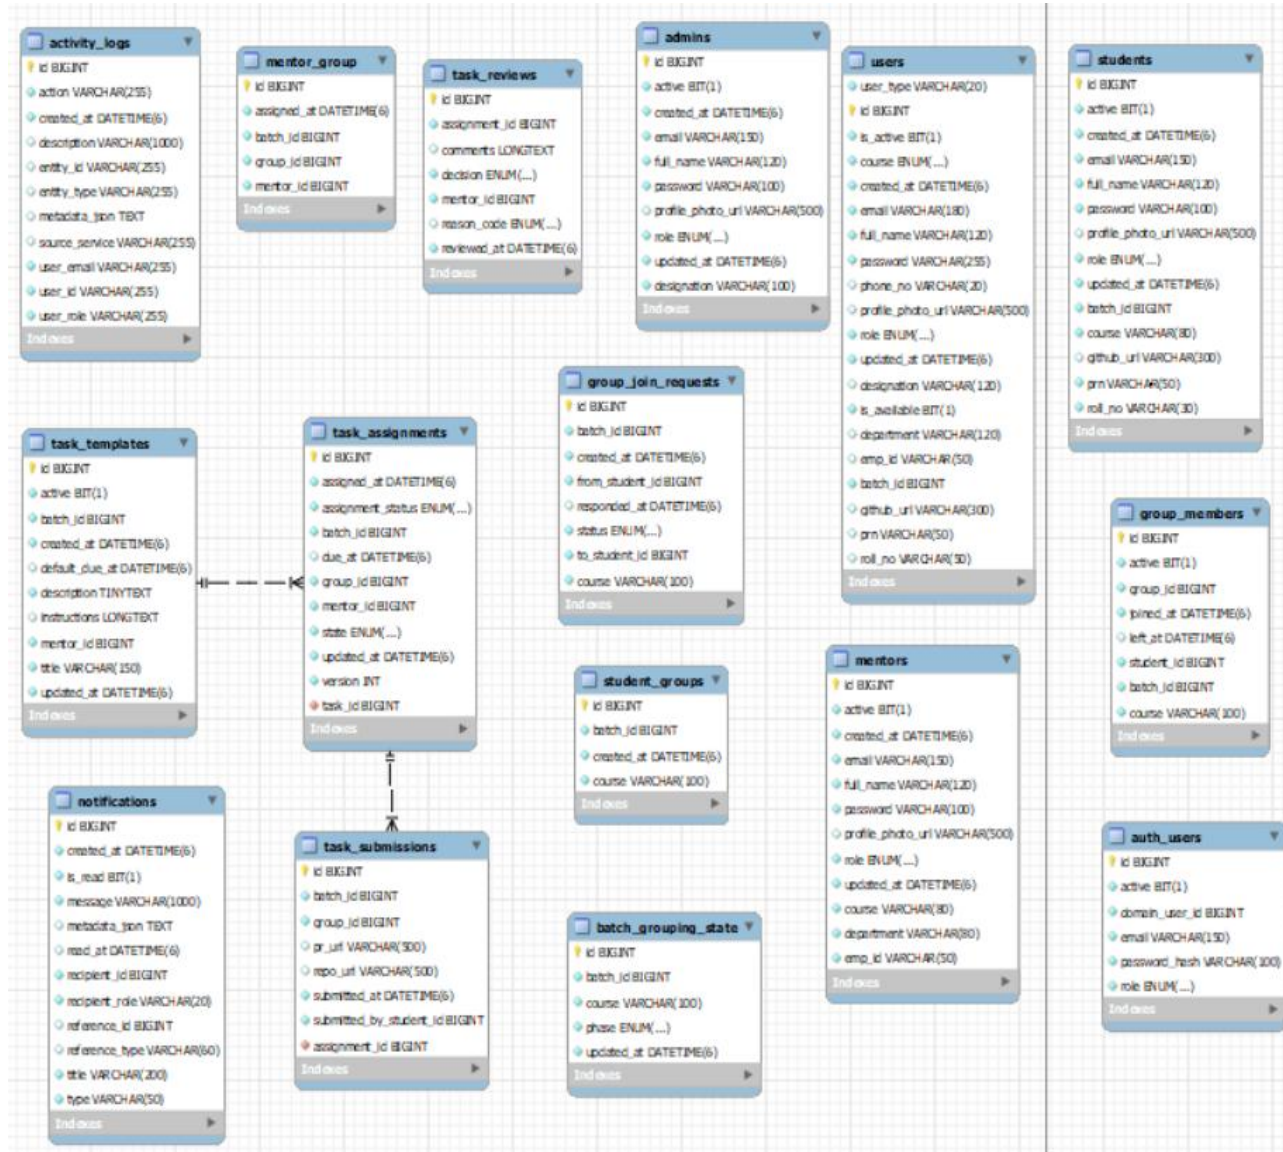 activity_logs
id BIGINT
action VARCHAR(255)
created_at DATETIME(6)
description VARCHAR(1000)
entity_id VARCHAR(255)
entity_type VARCHAR(255)
metadata_json TEXT
source_service VARCHAR(255)
user_email VARCHAR(255)
user_id VARCHAR(255)
user_role VARCHAR(255)
Indexes
mentor_group
id BIGINT
assigned_at DATETIME(6)
batch_id BIGINT
group_id BIGINT
mentor_id BIGINT
Indexes
task_reviews
id BIGINT
assignment_id BIGINT
comments LONGTEXT
decision ENUM(...)
mentor_id BIGINT
reason_code ENUM(...)
reviewed_at DATETIME(6)
Indexes
admins
id BIGINT
active BIT(1)
created_at DATETIME(6)
email VARCHAR(150)
full_name VARCHAR(120)
password VARCHAR(100)
profile_photo_url VARCHAR(500)
role ENUM(...)
updated_at DATETIME(6)
designation VARCHAR(100)
Indexes
users
user_type VARCHAR(20)
id BIGINT
is_active BIT(1)
course ENUM(...)
created_at DATETIME(6)
email VARCHAR(180)
full_name VARCHAR(120)
password VARCHAR(255)
phone_no VARCHAR(20)
profile_photo_url VARCHAR(500)
role ENUM(...)
updated_at DATETIME(6)
designation VARCHAR(120)
is_available BIT(1)
department VARCHAR(120)
emp_id VARCHAR(50)
batch_id BIGINT
github_url VARCHAR(300)
prn VARCHAR(50)
roll_no VARCHAR(50)
Indexes
students
id BIGINT
active BIT(1)
created_at DATETIME(6)
email VARCHAR(150)
full_name VARCHAR(120)
password VARCHAR(100)
profile_photo_url VARCHAR(500)
role ENUM(...)
updated_at DATETIME(6)
batch_id BIGINT
course VARCHAR(80)
github_url VARCHAR(300)
prn VARCHAR(50)
roll_no VARCHAR(30)
Indexes
task_templates
id BIGINT
active BIT(1)
batch_id BIGINT
created_at DATETIME(6)
default_due_at DATETIME(6)
description TINYTEXT
instructions LONGTEXT
mentor_id BIGINT
title VARCHAR(150)
updated_at DATETIME(6)
Indexes
task_assignments
id BIGINT
assigned_at DATETIME(6)
assignment_status ENUM(...)
batch_id BIGINT
due_at DATETIME(6)
group_id BIGINT
mentor_id BIGINT
state ENUM(...)
updated_at DATETIME(6)
version INT
task_id BIGINT
Indexes
group_join_requests
id BIGINT
batch_id BIGINT
created_at DATETIME(6)
from_student_id BIGINT
responded_at DATETIME(6)
status ENUM(...)
to_student_id BIGINT
course VARCHAR(100)
Indexes
group_members
id BIGINT
active BIT(1)
group_id BIGINT
joined_at DATETIME(6)
left_at DATETIME(6)
student_id BIGINT
batch_id BIGINT
course VARCHAR(100)
Indexes
student_groups
id BIGINT
batch_id BIGINT
created_at DATETIME(6)
course VARCHAR(100)
Indexes
mentors
id BIGINT
active BIT(1)
created_at DATETIME(6)
email VARCHAR(150)
full_name VARCHAR(120)
password VARCHAR(100)
profile_photo_url VARCHAR(500)
role ENUM(...)
updated_at DATETIME(6)
course VARCHAR(80)
department VARCHAR(80)
emp_id VARCHAR(50)
Indexes
notifications
id BIGINT
created_at DATETIME(6)
is_read BIT(1)
message VARCHAR(1000)
metadata_json TEXT
read_at DATETIME(6)
recipient_id BIGINT
recipient_role VARCHAR(20)
reference_id BIGINT
reference_type VARCHAR(60)
title VARCHAR(200)
type VARCHAR(50)
Indexes
task_submissions
id BIGINT
batch_id BIGINT
group_id BIGINT
pr_url VARCHAR(500)
repo_url VARCHAR(500)
submitted_at DATETIME(6)
submitted_by_student_id BIGINT
assignment_id BIGINT
Indexes
batch_grouping_state
id BIGINT
batch_id BIGINT
course VARCHAR(100)
phase ENUM(...)
updated_at DATETIME(6)
Indexes
auth_users
id BIGINT
active BIT(1)
domain_user_id BIGINT
email VARCHAR(150)
password_hash VARCHAR(100)
role ENUM(...)
Indexes